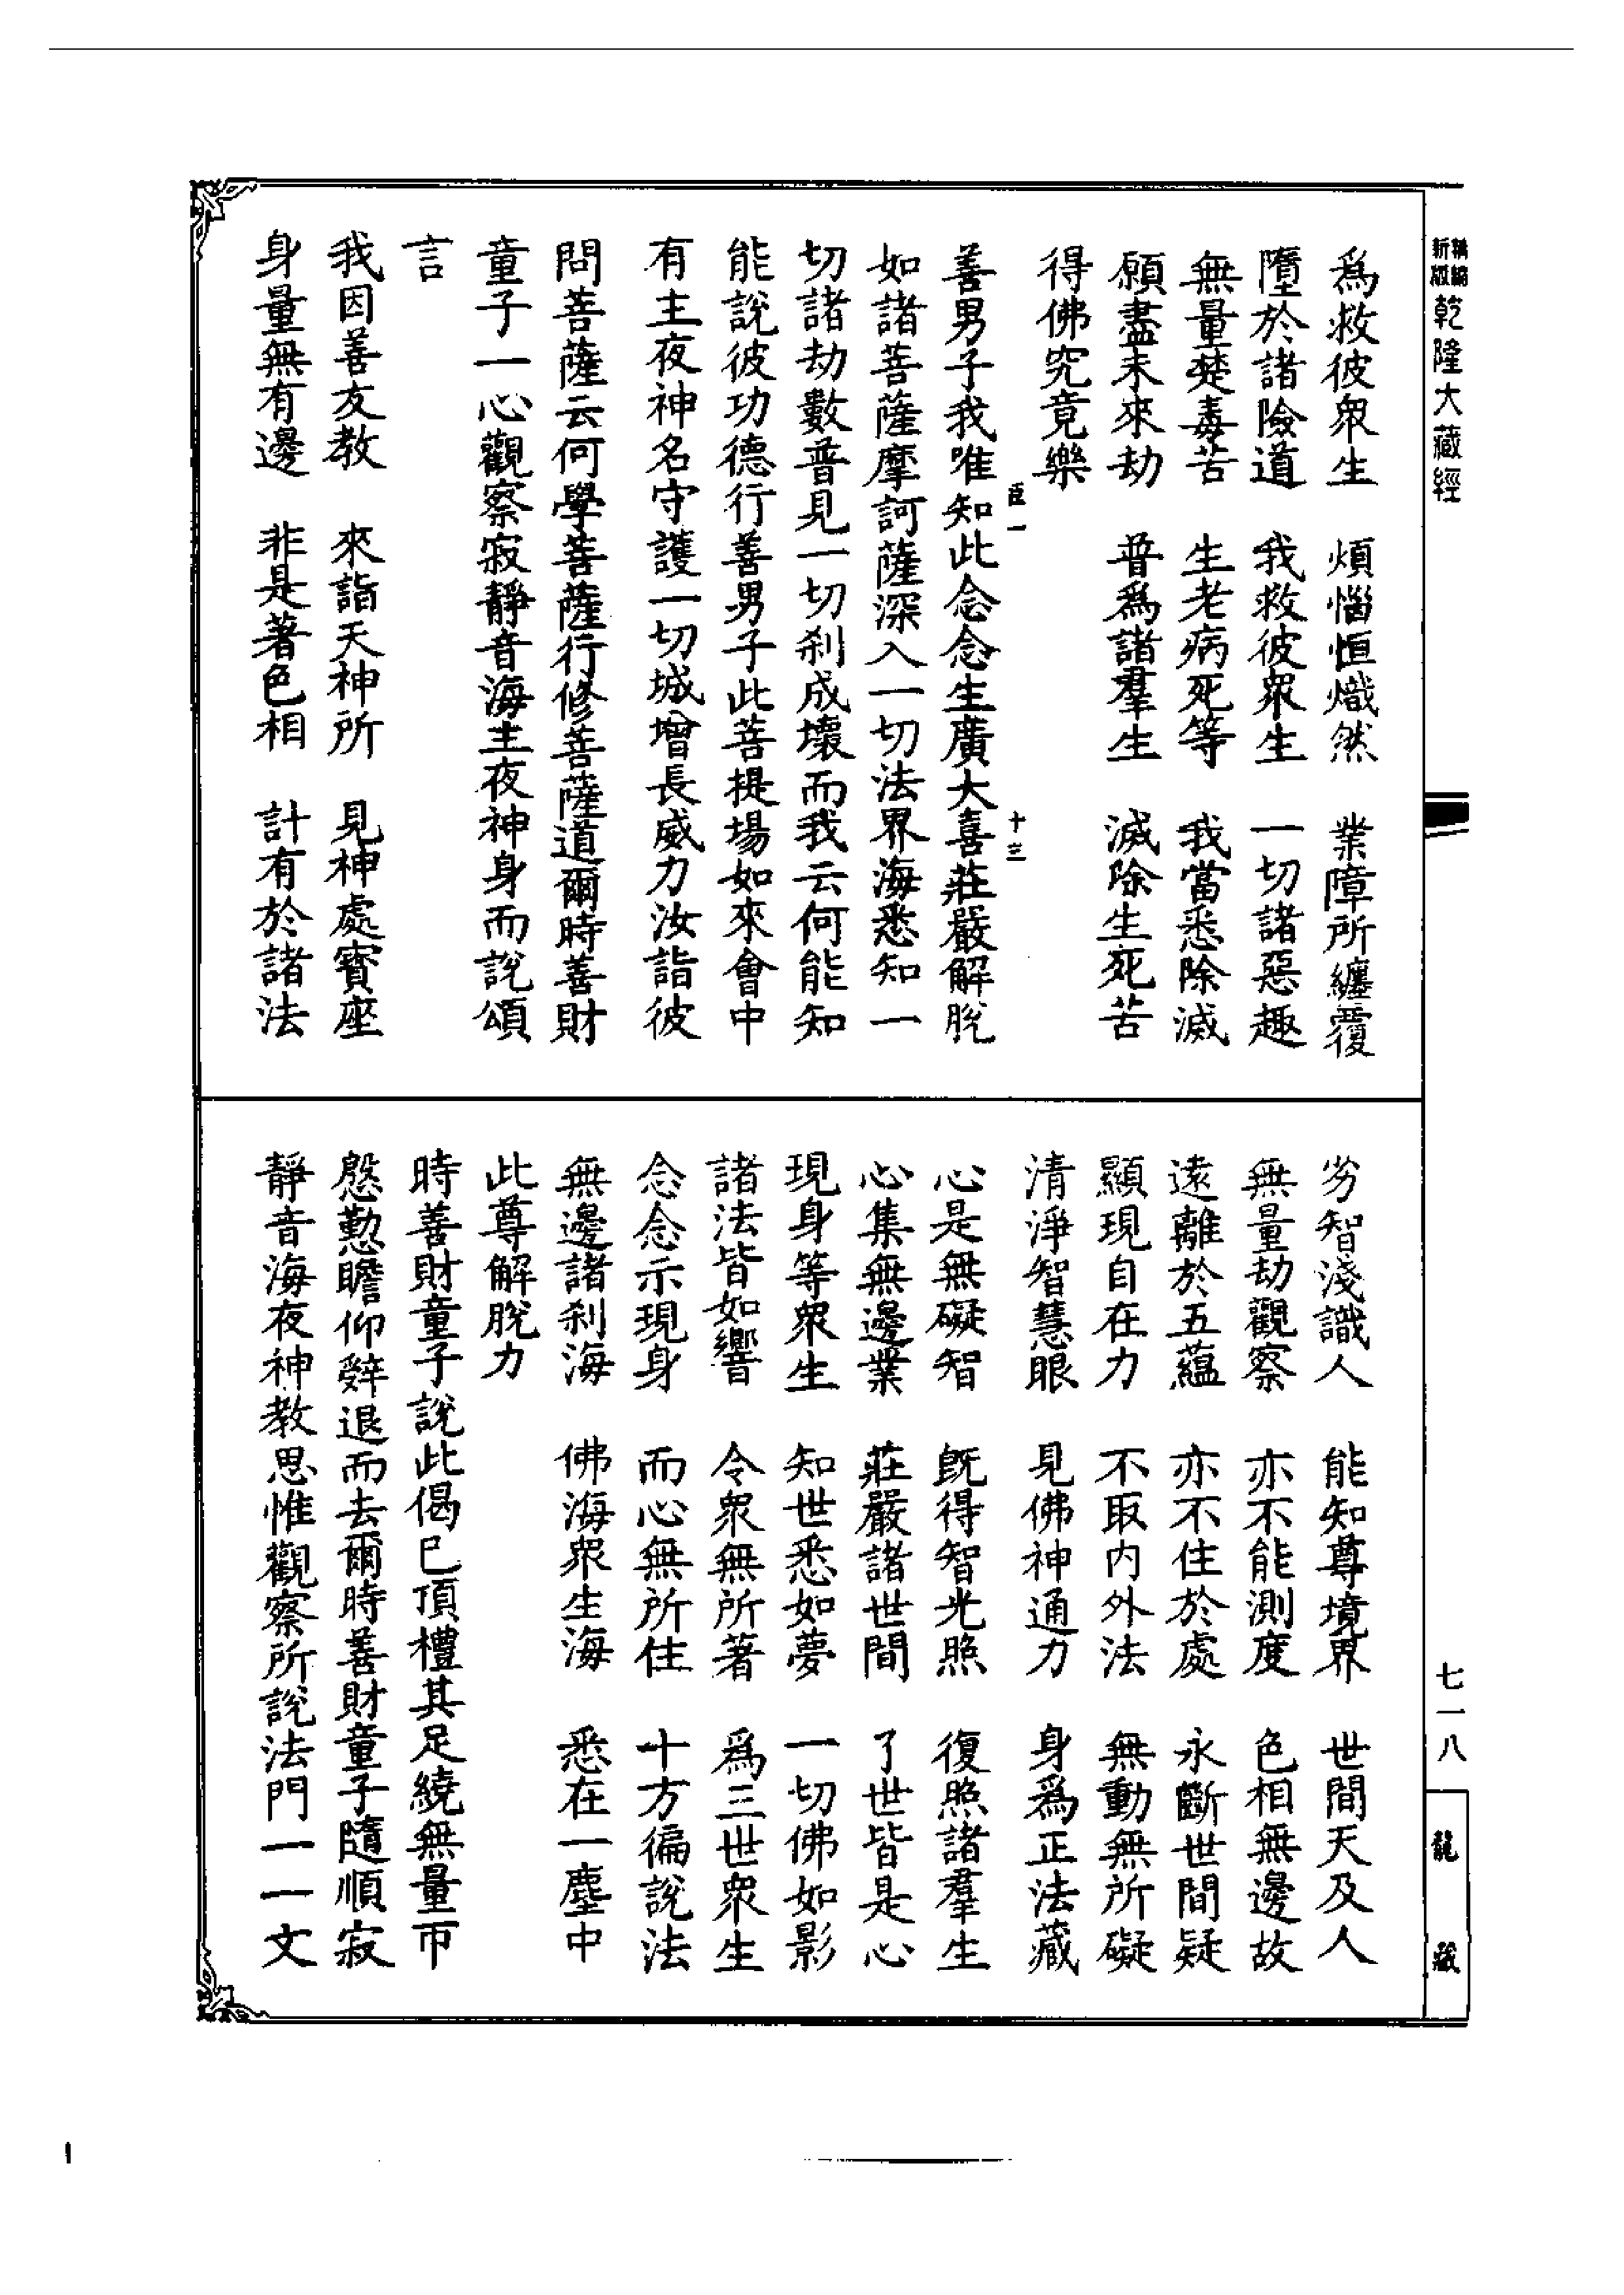 新版
精編
乾隆大藏經
七一八
龍藏
爲救彼眾生　煩惱恒熾然　業障所纏覆
墮於諸險道　我救彼眾生　一切諸惡趣
無量楚毒苦　生老病死等　我當悉除滅
願盡未來劫　普爲諸羣生　滅除生死苦
得佛究竟樂
臣一　十三
善男子我唯知此念念生廣大喜莊嚴解脫
如諸菩薩摩訶薩深入一切法界海悉知一
切諸劫數普見一切刹成壞而我云何能知
能說彼功德行善男子此菩提場如來會中
有主夜神名守護一切城增長威力汝詣彼
問菩薩云何學菩薩行修菩薩道爾時善財
童子一心觀察寂靜音海主夜神身而說頌
言
我因善友教　來詣天神所　見神處寶座
身量無有邊　非是著色相　計有於諸法
劣智淺識人　能知尊境界　世間天及人
無量劫觀察　亦不能測度　色相無邊故
遠離於五蘊　亦不住於處　永斷世間疑
顯現自在力　不取內外法　無動無所礙
清淨智慧眼　見佛神通力　身爲正法藏
心是無礙智　既得智光照　復照諸羣生
心集無邊業　莊嚴諸世間　了世皆是心
現身等眾生　知世悉如夢　一切佛如影
諸法皆如響　令眾無所著　爲三世眾生
念念示現身　而心無所住　十方徧說法
無邊諸刹海　佛海眾生海　悉在一塵中
此尊解脫力
時善財童子說此偈已頂禮其足繞無量帀
慇懃瞻仰辤退而去爾時善財童子隨順寂
靜音海夜神教思惟觀察所說法門一一文